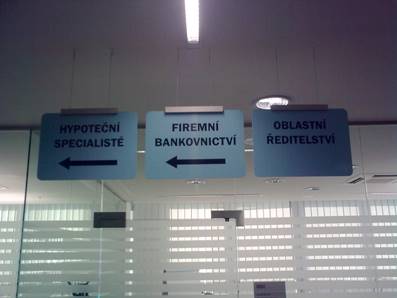 HYPOTEČNÍ
SPECIALISTÉ
FIREMNÍ
BANKOVNICTVÍ
OBLASTNÍ
ŘEDITELSTVÍ